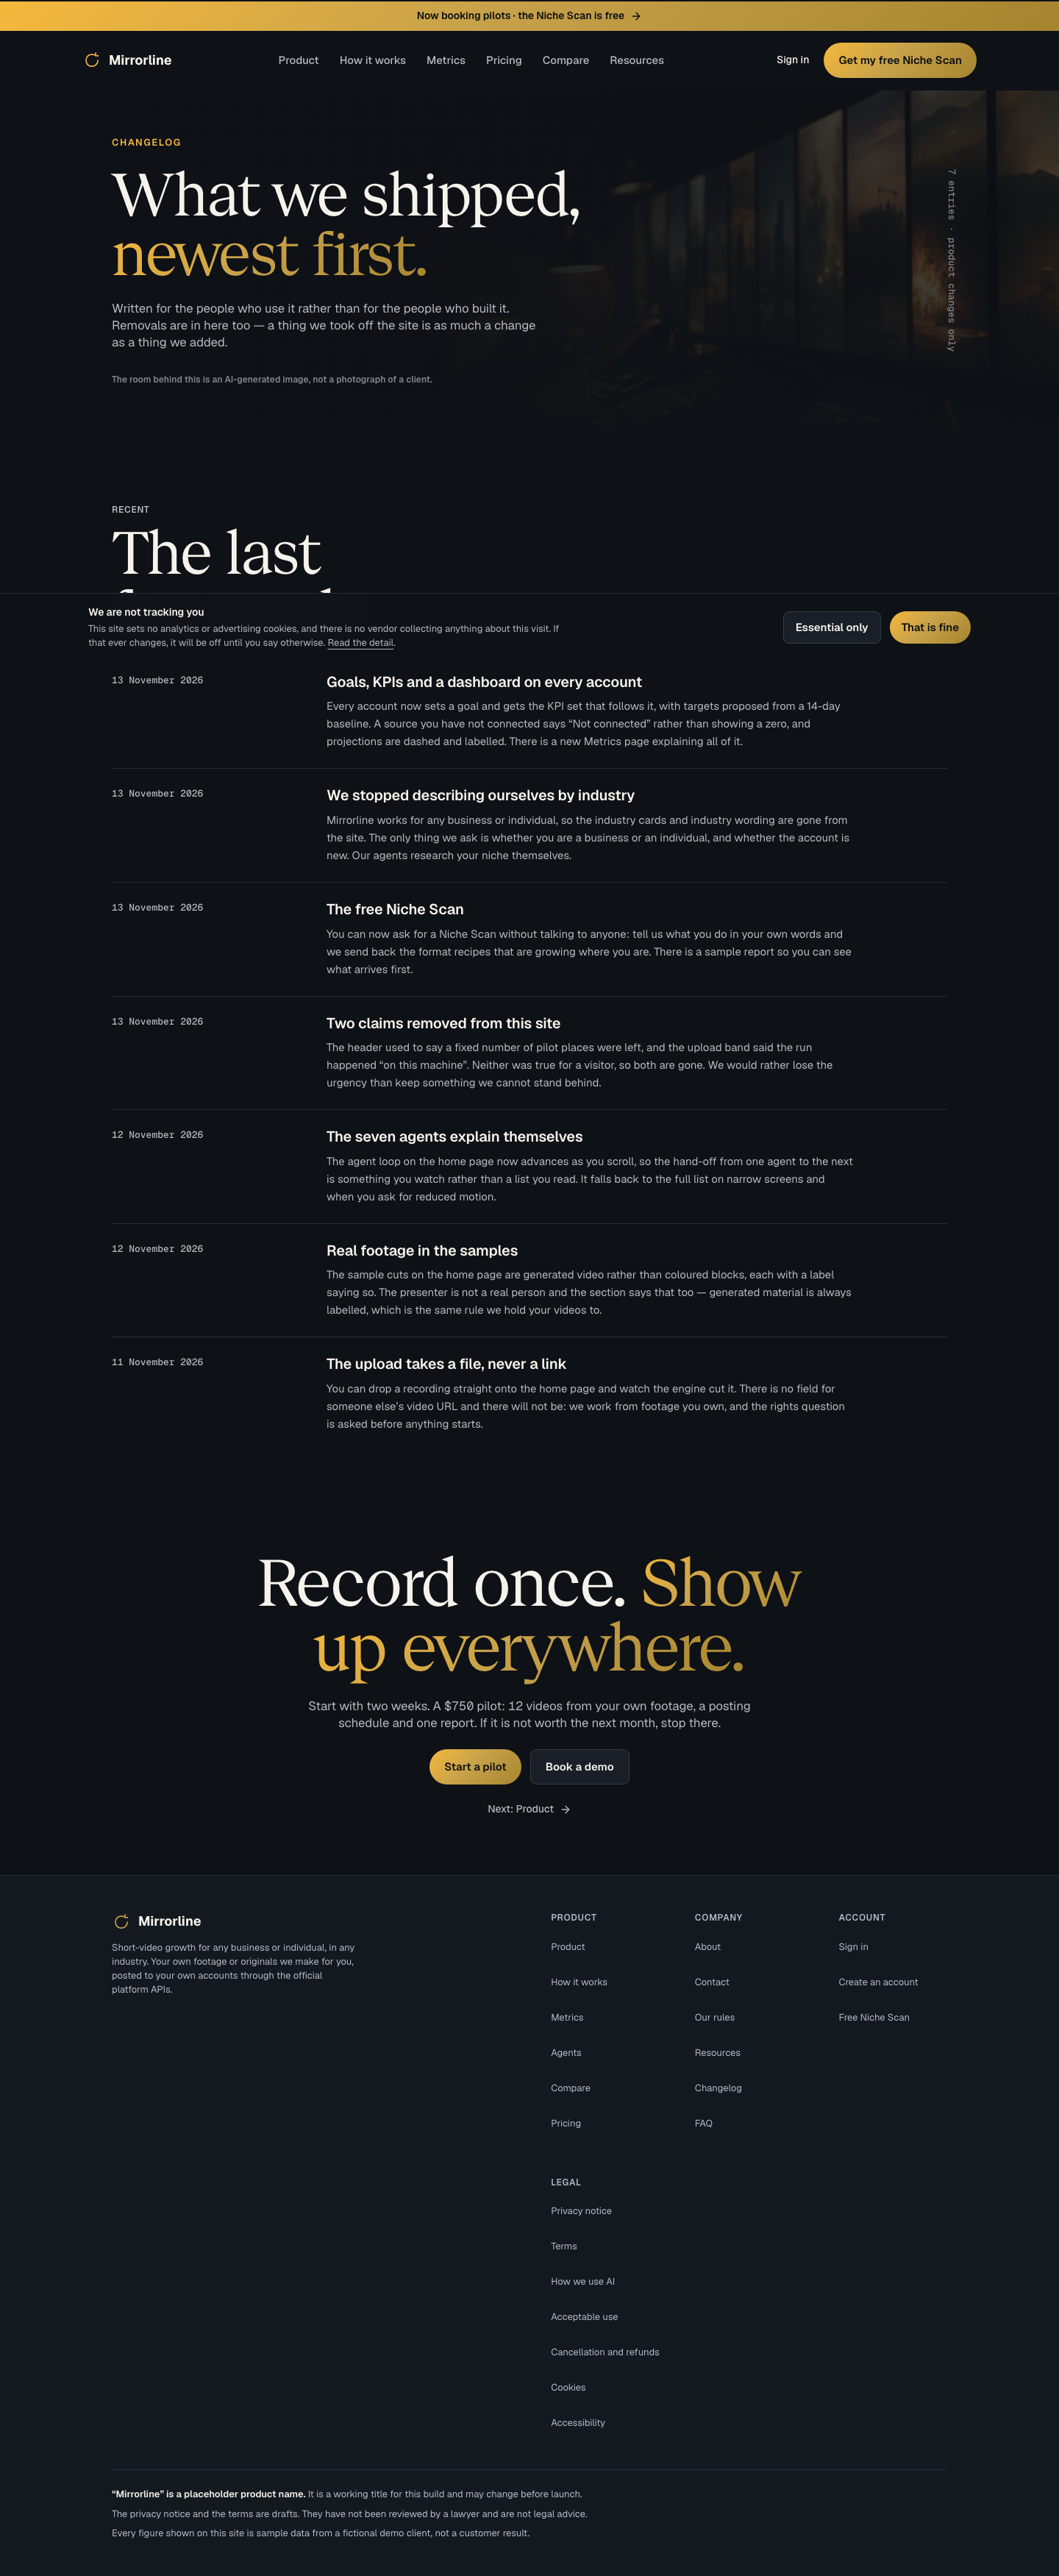 Now booking pilots · the Niche Scan is free →
Mirrorline
Product
How it works
Metrics
Pricing
Compare
Resources
Sign in
Get my free Niche Scan
CHANGELOG
What we shipped,
newest first.
7 entries · product changes only
Written for the people who use it rather than for the people who built it.
Removals are in here too — a thing we took off the site is as much a change
as a thing we added.
The room behind this is an AI-generated image, not a photograph of a client.
RECENT
The last
We are not tracking you
This site sets no analytics or advertising cookies, and there is no vendor collecting anything about this visit. If
that ever changes, it will be off until you say otherwise. Read the detail.
Essential only
That is fine
13 November 2026
Goals, KPIs and a dashboard on every account
Every account now sets a goal and gets the KPI set that follows it, with targets proposed from a 14-day
baseline. A source you have not connected says “Not connected” rather than showing a zero, and
projections are dashed and labelled. There is a new Metrics page explaining all of it.
13 November 2026
We stopped describing ourselves by industry
Mirrorline works for any business or individual, so the industry cards and industry wording are gone from
the site. The only thing we ask is whether you are a business or an individual, and whether the account is
new. Our agents research your niche themselves.
13 November 2026
The free Niche Scan
You can now ask for a Niche Scan without talking to anyone: tell us what you do in your own words and
we send back the format recipes that are growing where you are. There is a sample report so you can see
what arrives first.
13 November 2026
Two claims removed from this site
The header used to say a fixed number of pilot places were left, and the upload band said the run
happened “on this machine”. Neither was true for a visitor, so both are gone. We would rather lose the
urgency than keep something we cannot stand behind.
12 November 2026
The seven agents explain themselves
The agent loop on the home page now advances as you scroll, so the hand-off from one agent to the next
is something you watch rather than a list you read. It falls back to the full list on narrow screens and
when you ask for reduced motion.
12 November 2026
Real footage in the samples
The sample cuts on the home page are generated video rather than coloured blocks, each with a label
saying so. The presenter is not a real person and the section says that too — generated material is always
labelled, which is the same rule we hold your videos to.
11 November 2026
The upload takes a file, never a link
You can drop a recording straight onto the home page and watch the engine cut it. There is no field for
someone else’s video URL and there will not be: we work from footage you own, and the rights question
is asked before anything starts.
Record once. Show
up everywhere.
Start with two weeks. A $750 pilot: 12 videos from your own footage, a posting
schedule and one report. If it is not worth the next month, stop there.
Start a pilot
Book a demo
Next: Product →
Mirrorline
Short-video growth for any business or individual, in any
industry. Your own footage or originals we make for you,
posted to your own accounts through the official
platform APIs.
PRODUCT
Product
How it works
Metrics
Agents
Compare
Pricing
COMPANY
About
Contact
Our rules
Resources
Changelog
FAQ
ACCOUNT
Sign in
Create an account
Free Niche Scan
LEGAL
Privacy notice
Terms
How we use AI
Acceptable use
Cancellation and refunds
Cookies
Accessibility
“Mirrorline” is a placeholder product name. It is a working title for this build and may change before launch.
The privacy notice and the terms are drafts. They have not been reviewed by a lawyer and are not legal advice.
Every figure shown on this site is sample data from a fictional demo client, not a customer result.